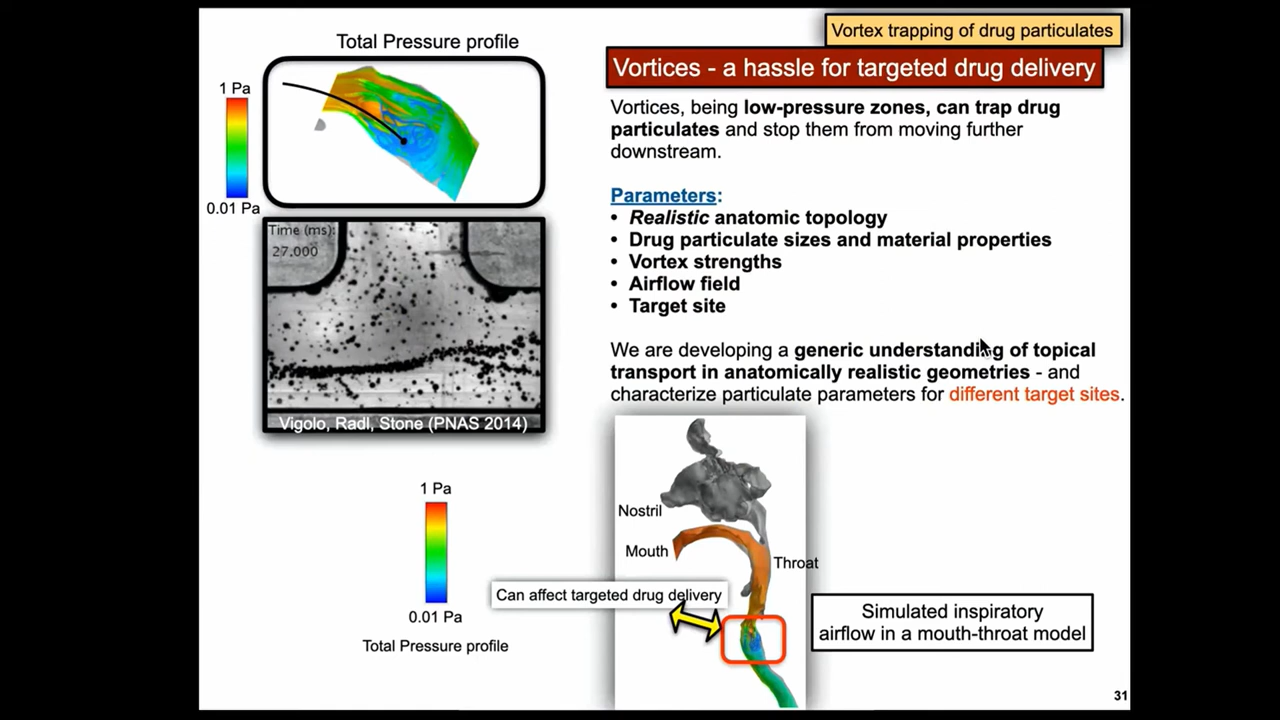 Vortex trapping of drug particulates
Total Pressure profile
1 Pa
0.01 Pa
Time (ms):
27.000
Vigolo, Radl, Stone (PNAS 2014)
Vortices - a hassle for targeted drug delivery
Vortices, being low-pressure zones, can trap drug
particulates and stop them from moving further
downstream.
Parameters:
• Realistic anatomic topology
• Drug particulate sizes and material properties
• Vortex strengths
• Airflow field
• Target site
We are developing a generic understanding of topical
transport in anatomically realistic geometries - and
characterize particulate parameters for different target sites.
1 Pa
0.01 Pa
Total Pressure profile
Nostril
Mouth
Throat
Can affect targeted drug delivery
Simulated inspiratory
airflow in a mouth-throat model
31